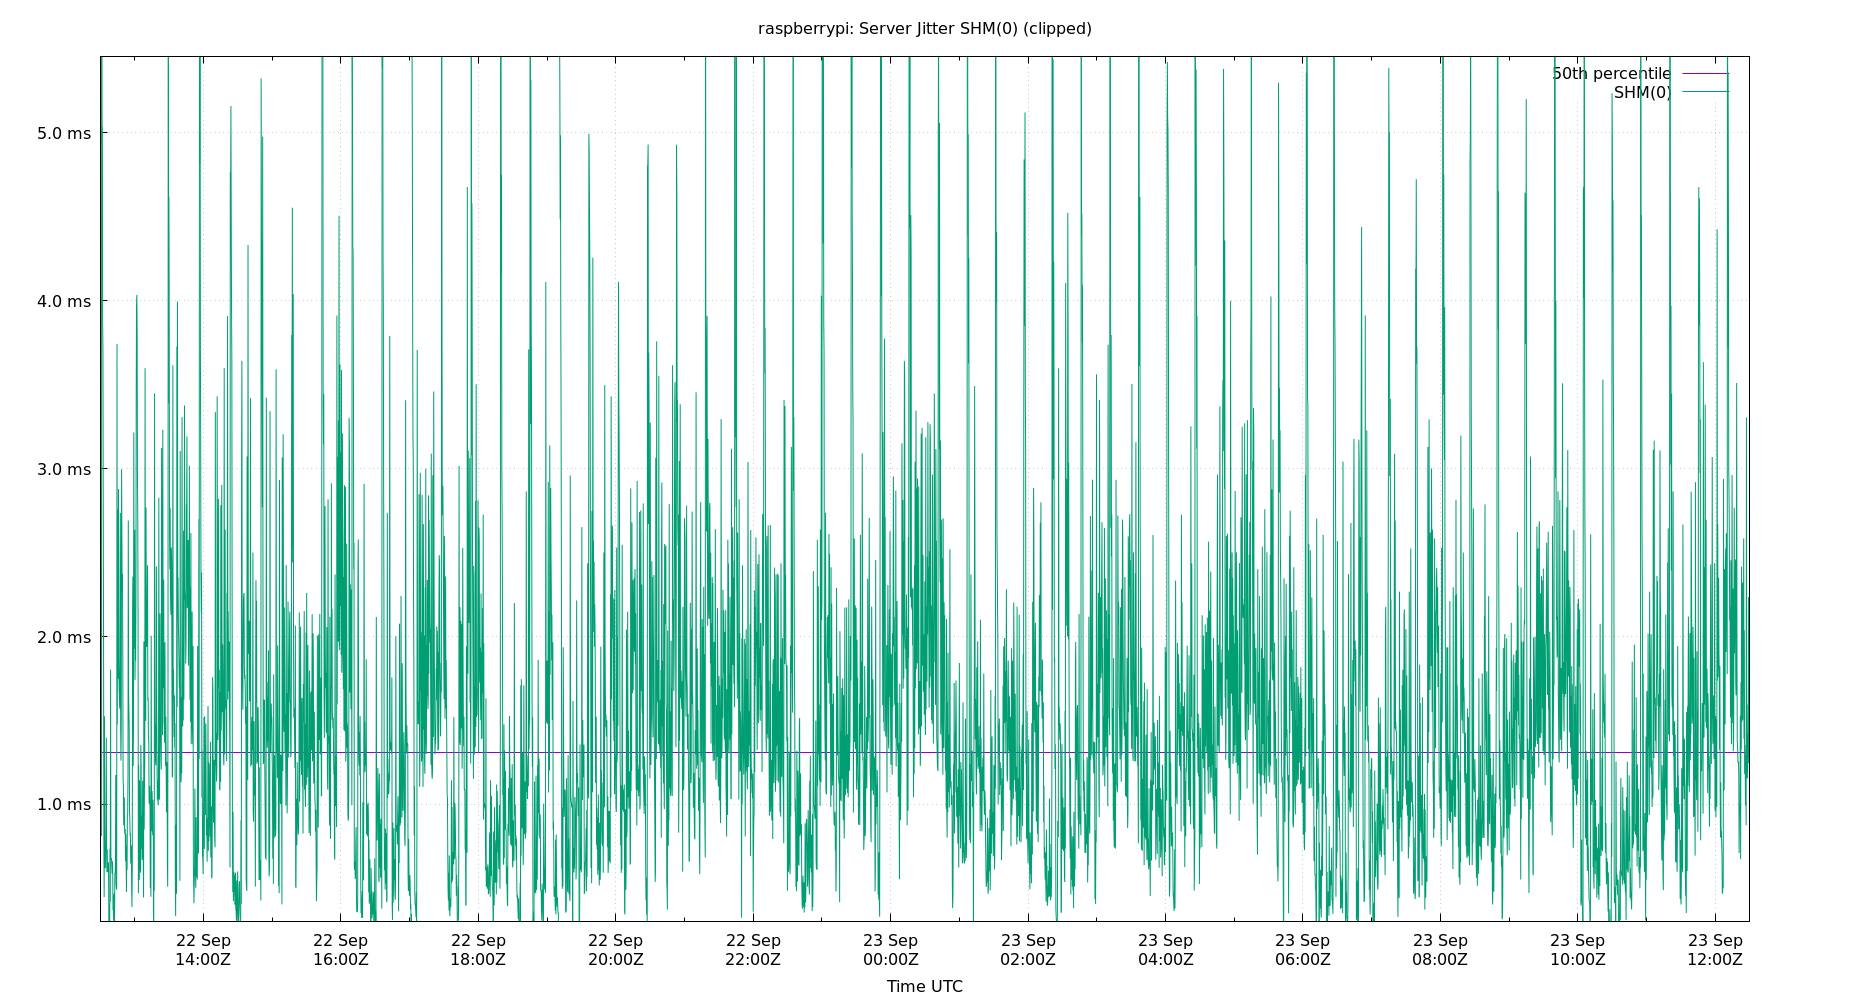 raspberrypi: Server Jitter SHM(0) (clipped)
50th percentile
SHM(0)
5.0 ms
4.0 ms
3.0 ms
2.0 ms
1.0 ms
22 Sep 22 Sep 22 Sep 22 Sep 22 Sep 23 Sep 23 Sep 23 Sep 23 Sep 23 Sep 23 Sep 23 Sep
14:00Z 16:00Z 18:00Z 20:00Z 22:00Z 00:00Z 02:00Z 04:00Z 06:00Z 08:00Z 10:00Z 12:00Z
Time UTC